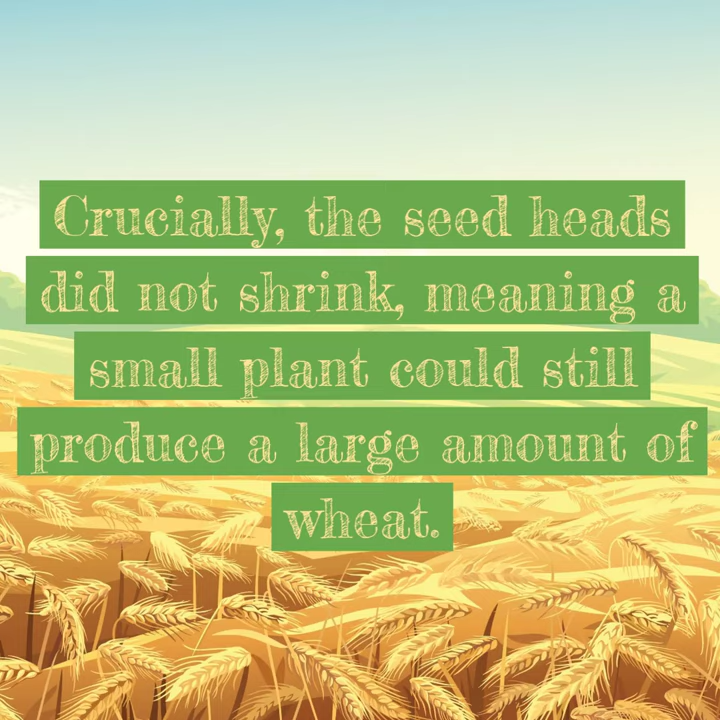 Crucially, the seed heads
did not shrink, meaning a
small plant could still
produce a large amount of
wheat.